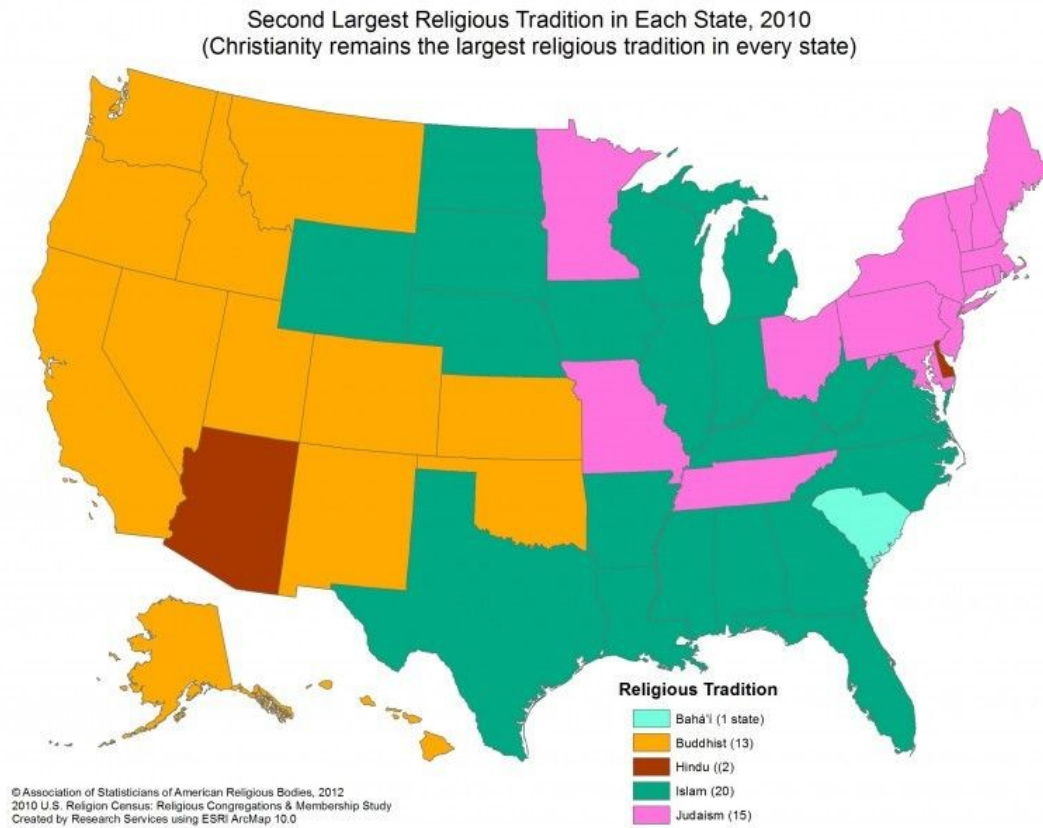 Second Largest Religious Tradition in Each State, 2010
(Christianity remains the largest religious tradition in every state)
Religious Tradition
Bahá'í (1 state)
Buddhist (13)
Hindu ((2)
Islam (20)
Judaism (15)
© Association of Statisticians of American Religious Bodies, 2012
2010 U.S. Religion Census: Religious Congregations & Membership Study
Created by Research Services using ESRI ArcMap 10.0